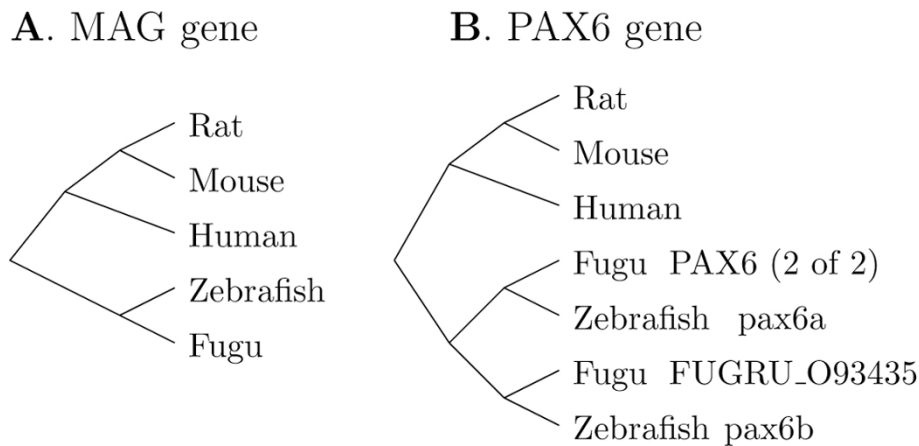 A. MAG gene
Rat
Mouse
Human
Zebrafish
Fugu
B. PAX6 gene
Rat
Mouse
Human
Fugu PAX6 (2 of 2)
Zebrafish pax6a
Fugu FUGRU_O93435
Zebrafish pax6b